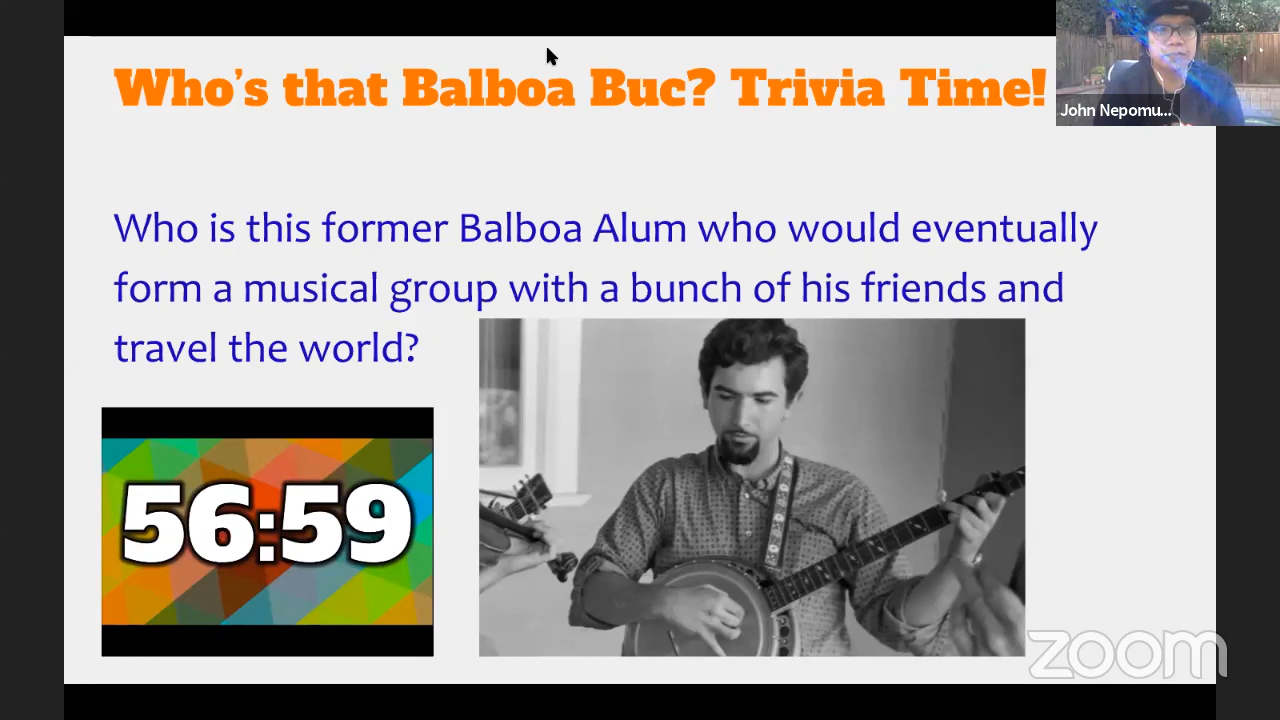 Who's that Balboa Buc? Trivia Time!
John Nepomu...
Who is this former Balboa Alum who would eventually
form a musical group with a bunch of his friends and
travel the world?
56:59
zoom